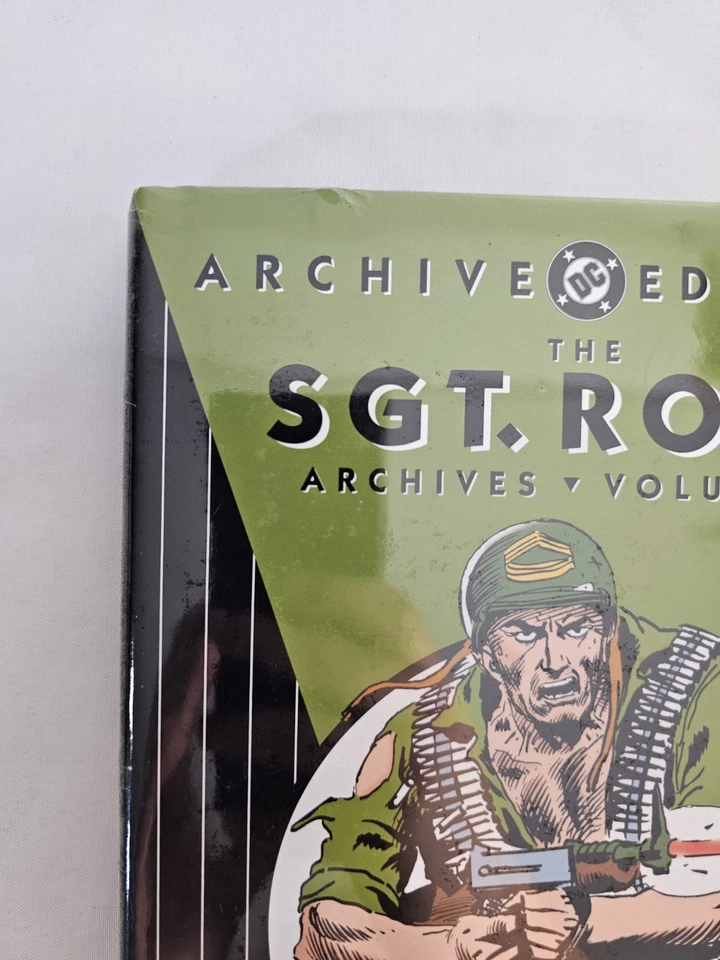 ARCHIVE DC ED
THE
SGT. RO
ARCHIVES ▼ VOLU